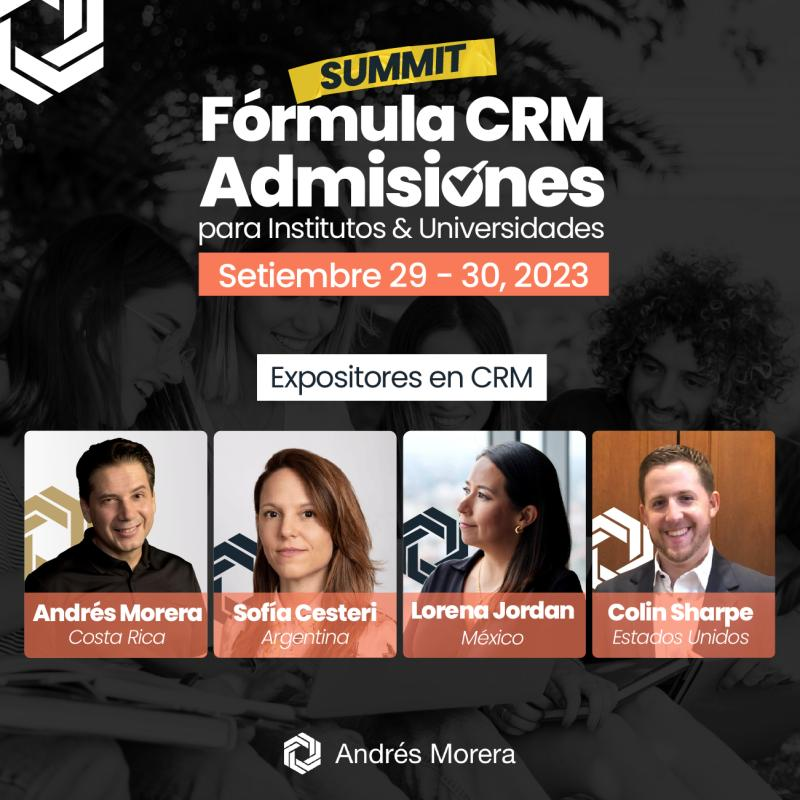 SUMMIT
Fórmula CRM
Admisiones
para Institutos & Universidades
Setiembre 29 - 30, 2023
Expositores en CRM
Andrés Morera
Costa Rica
Sofía Cesteri
Argentina
Lorena Jordan
México
Colin Sharpe
Estados Unidos
Andrés Morera